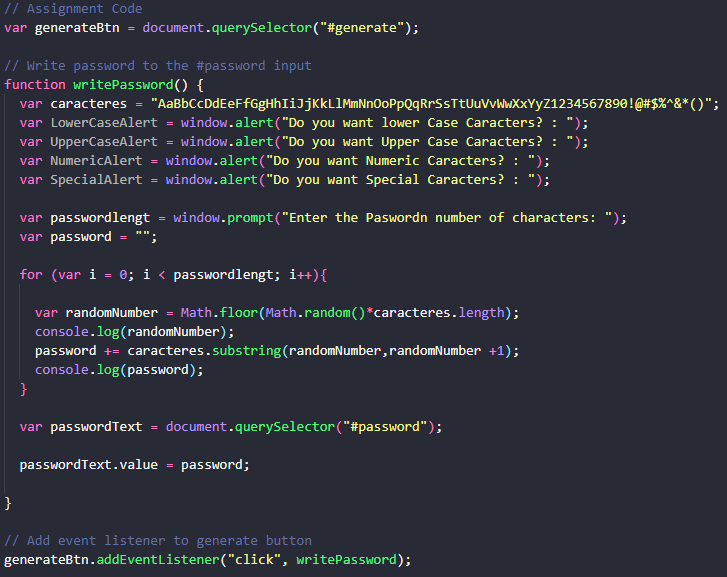 // Assignment Code
var generateBtn = document.querySelector("#generate");
// Write password to the #password input
function writePassword() {
var caracteres = "AaBbCcDdEeFfGgHhIiJjKkLlMmNnOoPpQqRrSsTtUuVvWwXxYyZ1234567890!@#$%^&*()";
var LowerCaseAlert = window.alert("Do you want lower Case Caracters? : ");
var UpperCaseAlert = window.alert("Do you want Upper Case Caracters? : ");
var NumericAlert = window.alert("Do you want Numeric Caracters? : ");
var SpecialAlert = window.alert("Do you want Special Caracters? : ");
var passwordlengt = window.prompt("Enter the Paswordn number of characters: ");
var password = "";
for (var i = 0; i < passwordlengt; i++){
var randomNumber = Math.floor(Math.random()*caracteres.length);
console.log(randomNumber);
password += caracteres.substring(randomNumber,randomNumber +1);
console.log(password);
}
var passwordText = document.querySelector("#password");
passwordText.value = password;
}
// Add event listener to generate button
generateBtn.addEventListener("click", writePassword);